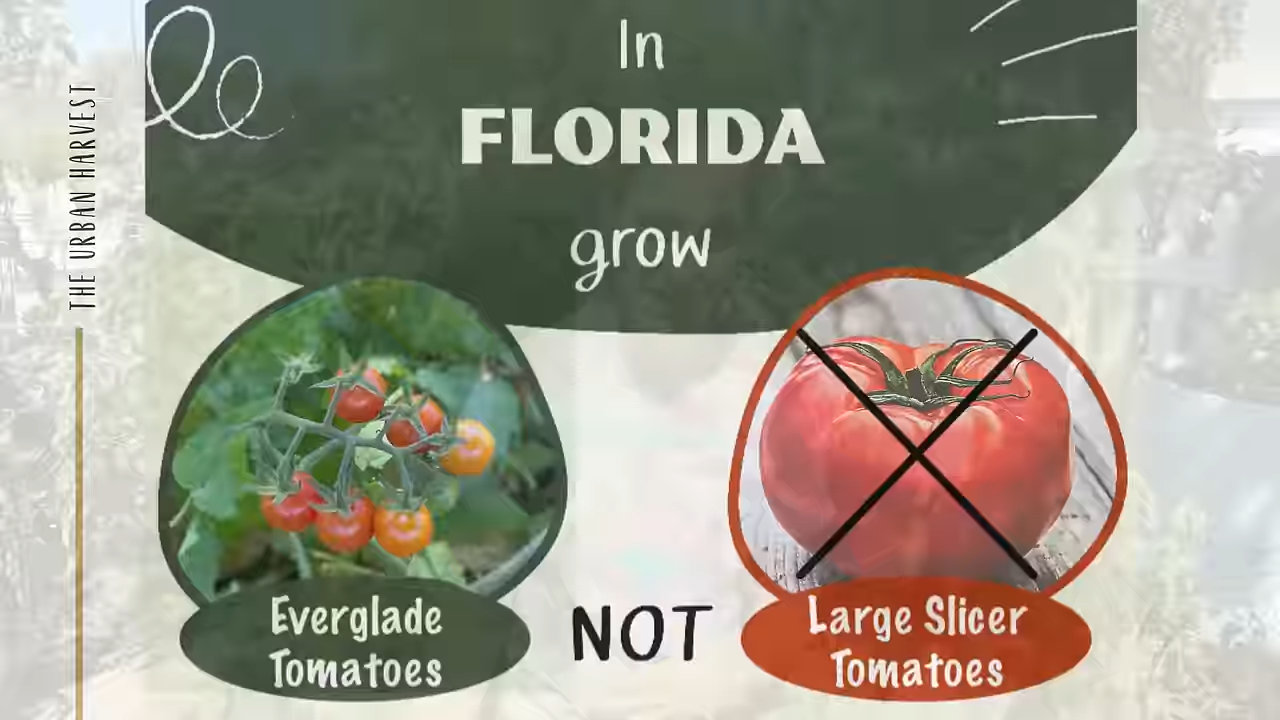 THE URBAN HARVEST
In
FLORIDA
grow
Everglade
Tomatoes
NOT
Large Slicer
Tomatoes